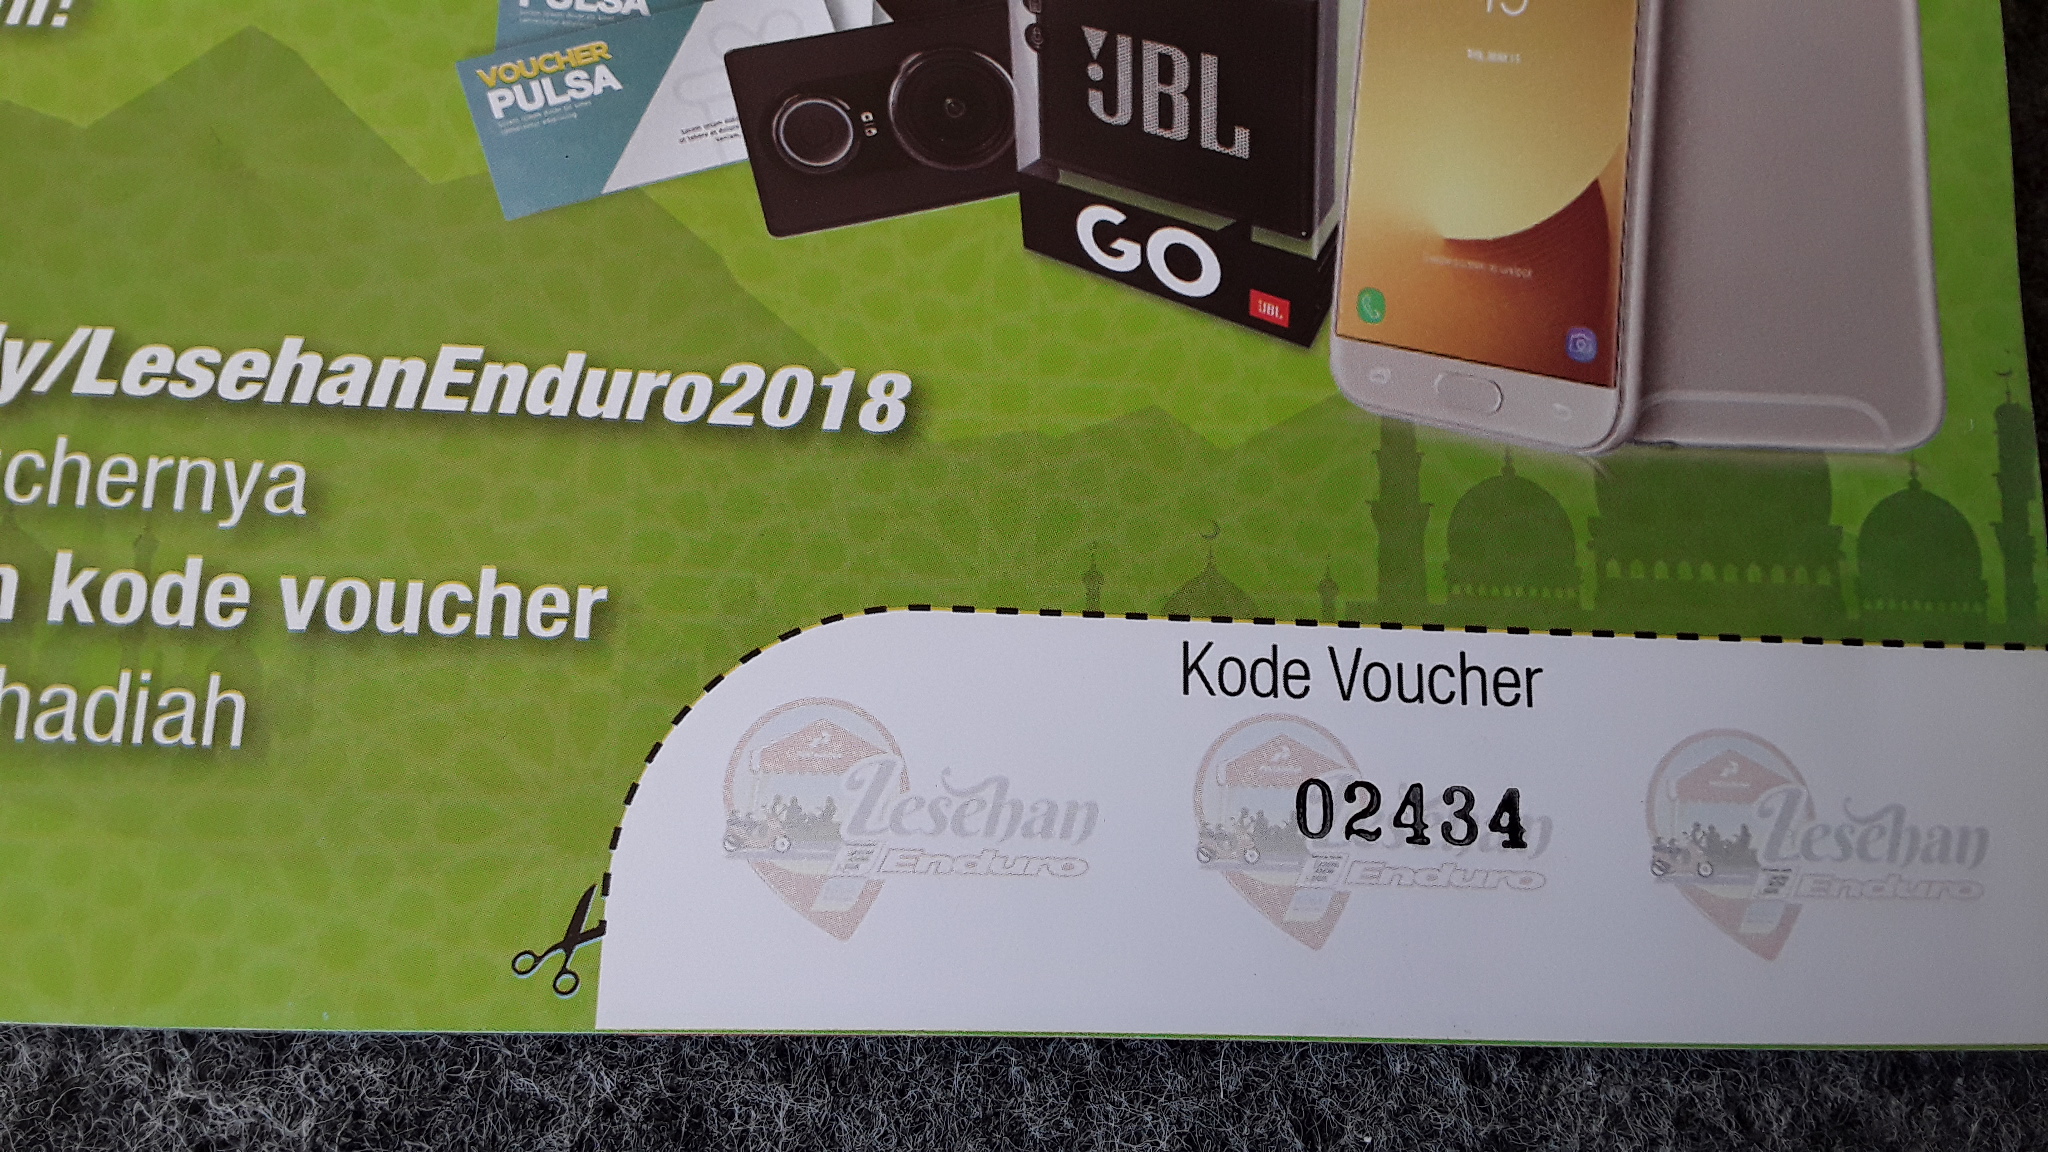 PULSA
VOUCHER
PULSA
JBL
GO
JBL
ly/LesehanEnduro2018
uchernya
n kode voucher
hadiah
Kode Voucher
02434
Lesehan
Enduro
Lesehan
Enduro
Lesehan
Enduro